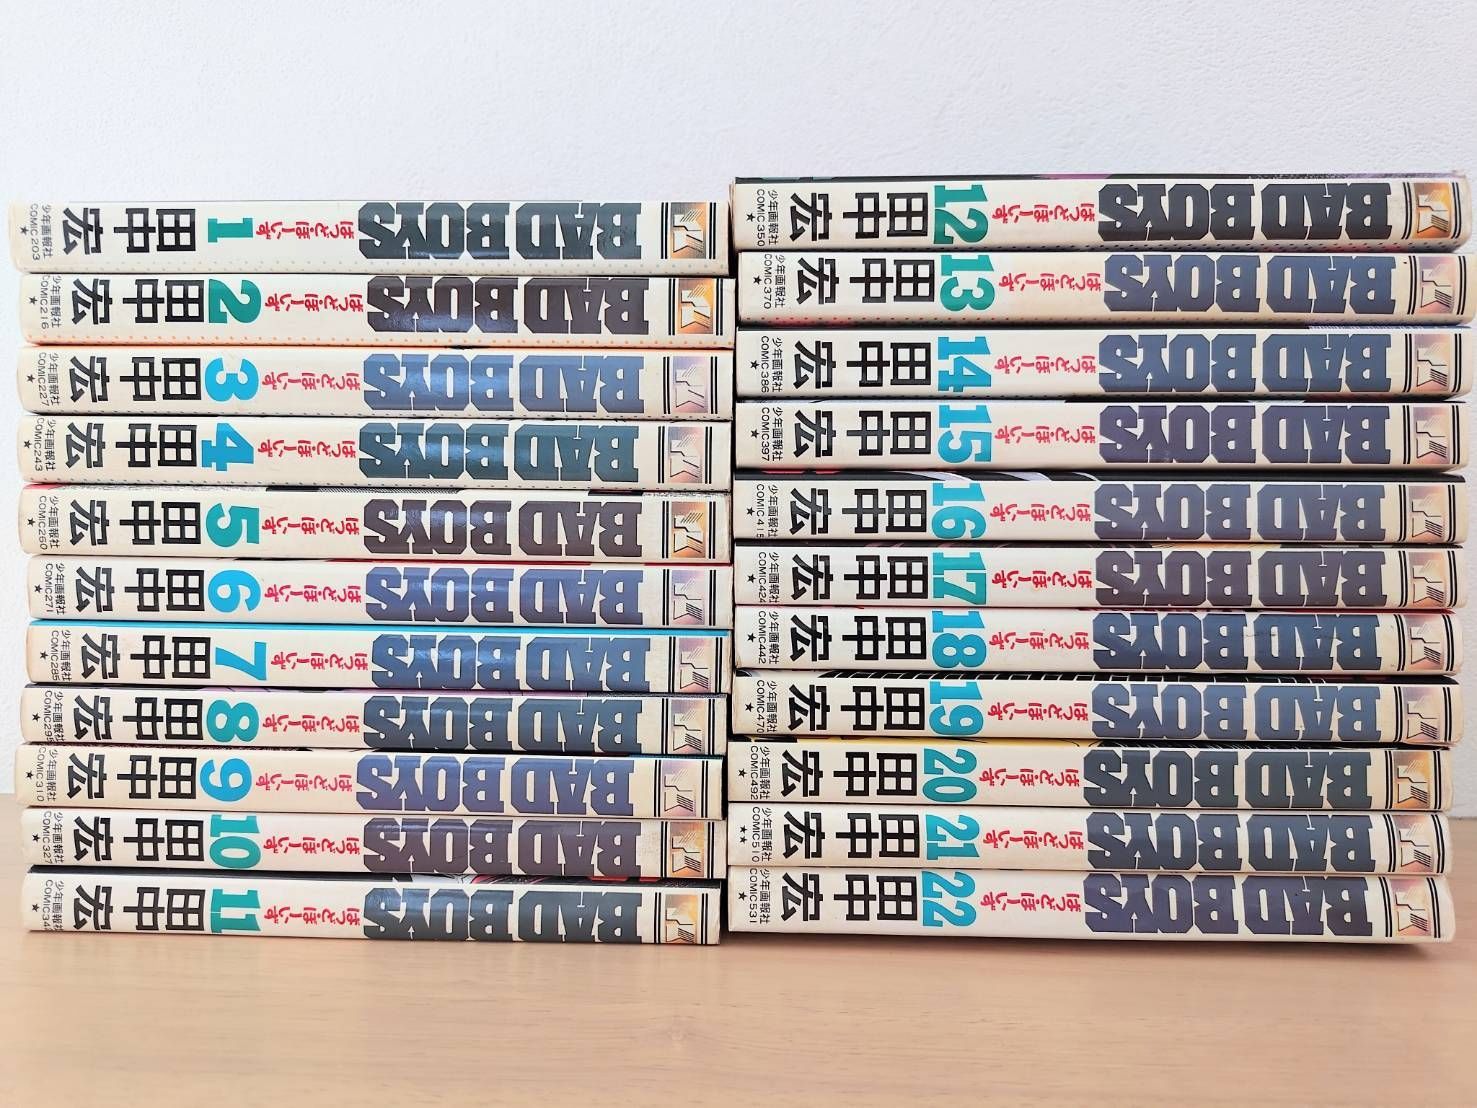 BAD BOYS ばっど・ぼーいず 1 田中宏 少年画報社 COMIC203 ★
BAD BOYS ばっど・ぼーいず 2 田中宏 少年画報社 COMIC216 ★
BAD BOYS ばっど・ぼーいず 3 田中宏 少年画報社 COMIC227 ★
BAD BOYS ばっど・ぼーいず 4 田中宏 少年画報社 COMIC243 ★
BAD BOYS ばっど・ぼーいず 5 田中宏 少年画報社 COMIC260 ★
BAD BOYS ばっど・ぼーいず 6 田中宏 少年画報社 COMIC271 ★
BAD BOYS ばっど・ぼーいず 7 田中宏 少年画報社 COMIC285 ★
BAD BOYS ばっど・ぼーいず 8 田中宏 少年画報社 COMIC295 ★
BAD BOYS ばっど・ぼーいず 9 田中宏 少年画報社 COMIC310 ★
BAD BOYS ばっど・ぼーいず 10 田中宏 少年画報社 COMIC327 ★
BAD BOYS ばっど・ぼーいず 11 田中宏 少年画報社 COMIC344 ★
BAD BOYS ばっど・ぼーいず 12 田中宏 少年画報社 COMIC350 ★
BAD BOYS ばっど・ぼーいず 13 田中宏 少年画報社 COMIC370 ★
BAD BOYS ばっど・ぼーいず 14 田中宏 少年画報社 COMIC386 ★
BAD BOYS ばっど・ぼーいず 15 田中宏 少年画報社 COMIC397 ★
BAD BOYS ばっど・ぼーいず 16 田中宏 少年画報社 COMIC415 ★
BAD BOYS ばっど・ぼーいず 17 田中宏 少年画報社 COMIC424 ★
BAD BOYS ばっど・ぼーいず 18 田中宏 少年画報社 COMIC442 ★
BAD BOYS ばっど・ぼーいず 19 田中宏 少年画報社 COMIC470 ★
BAD BOYS ばっど・ぼーいず 20 田中宏 少年画報社 COMIC492 ★
BAD BOYS ばっど・ぼーいず 21 田中宏 少年画報社 COMIC510 ★
BAD BOYS ばっど・ぼーいず 22 田中宏 少年画報社 COMIC531 ★